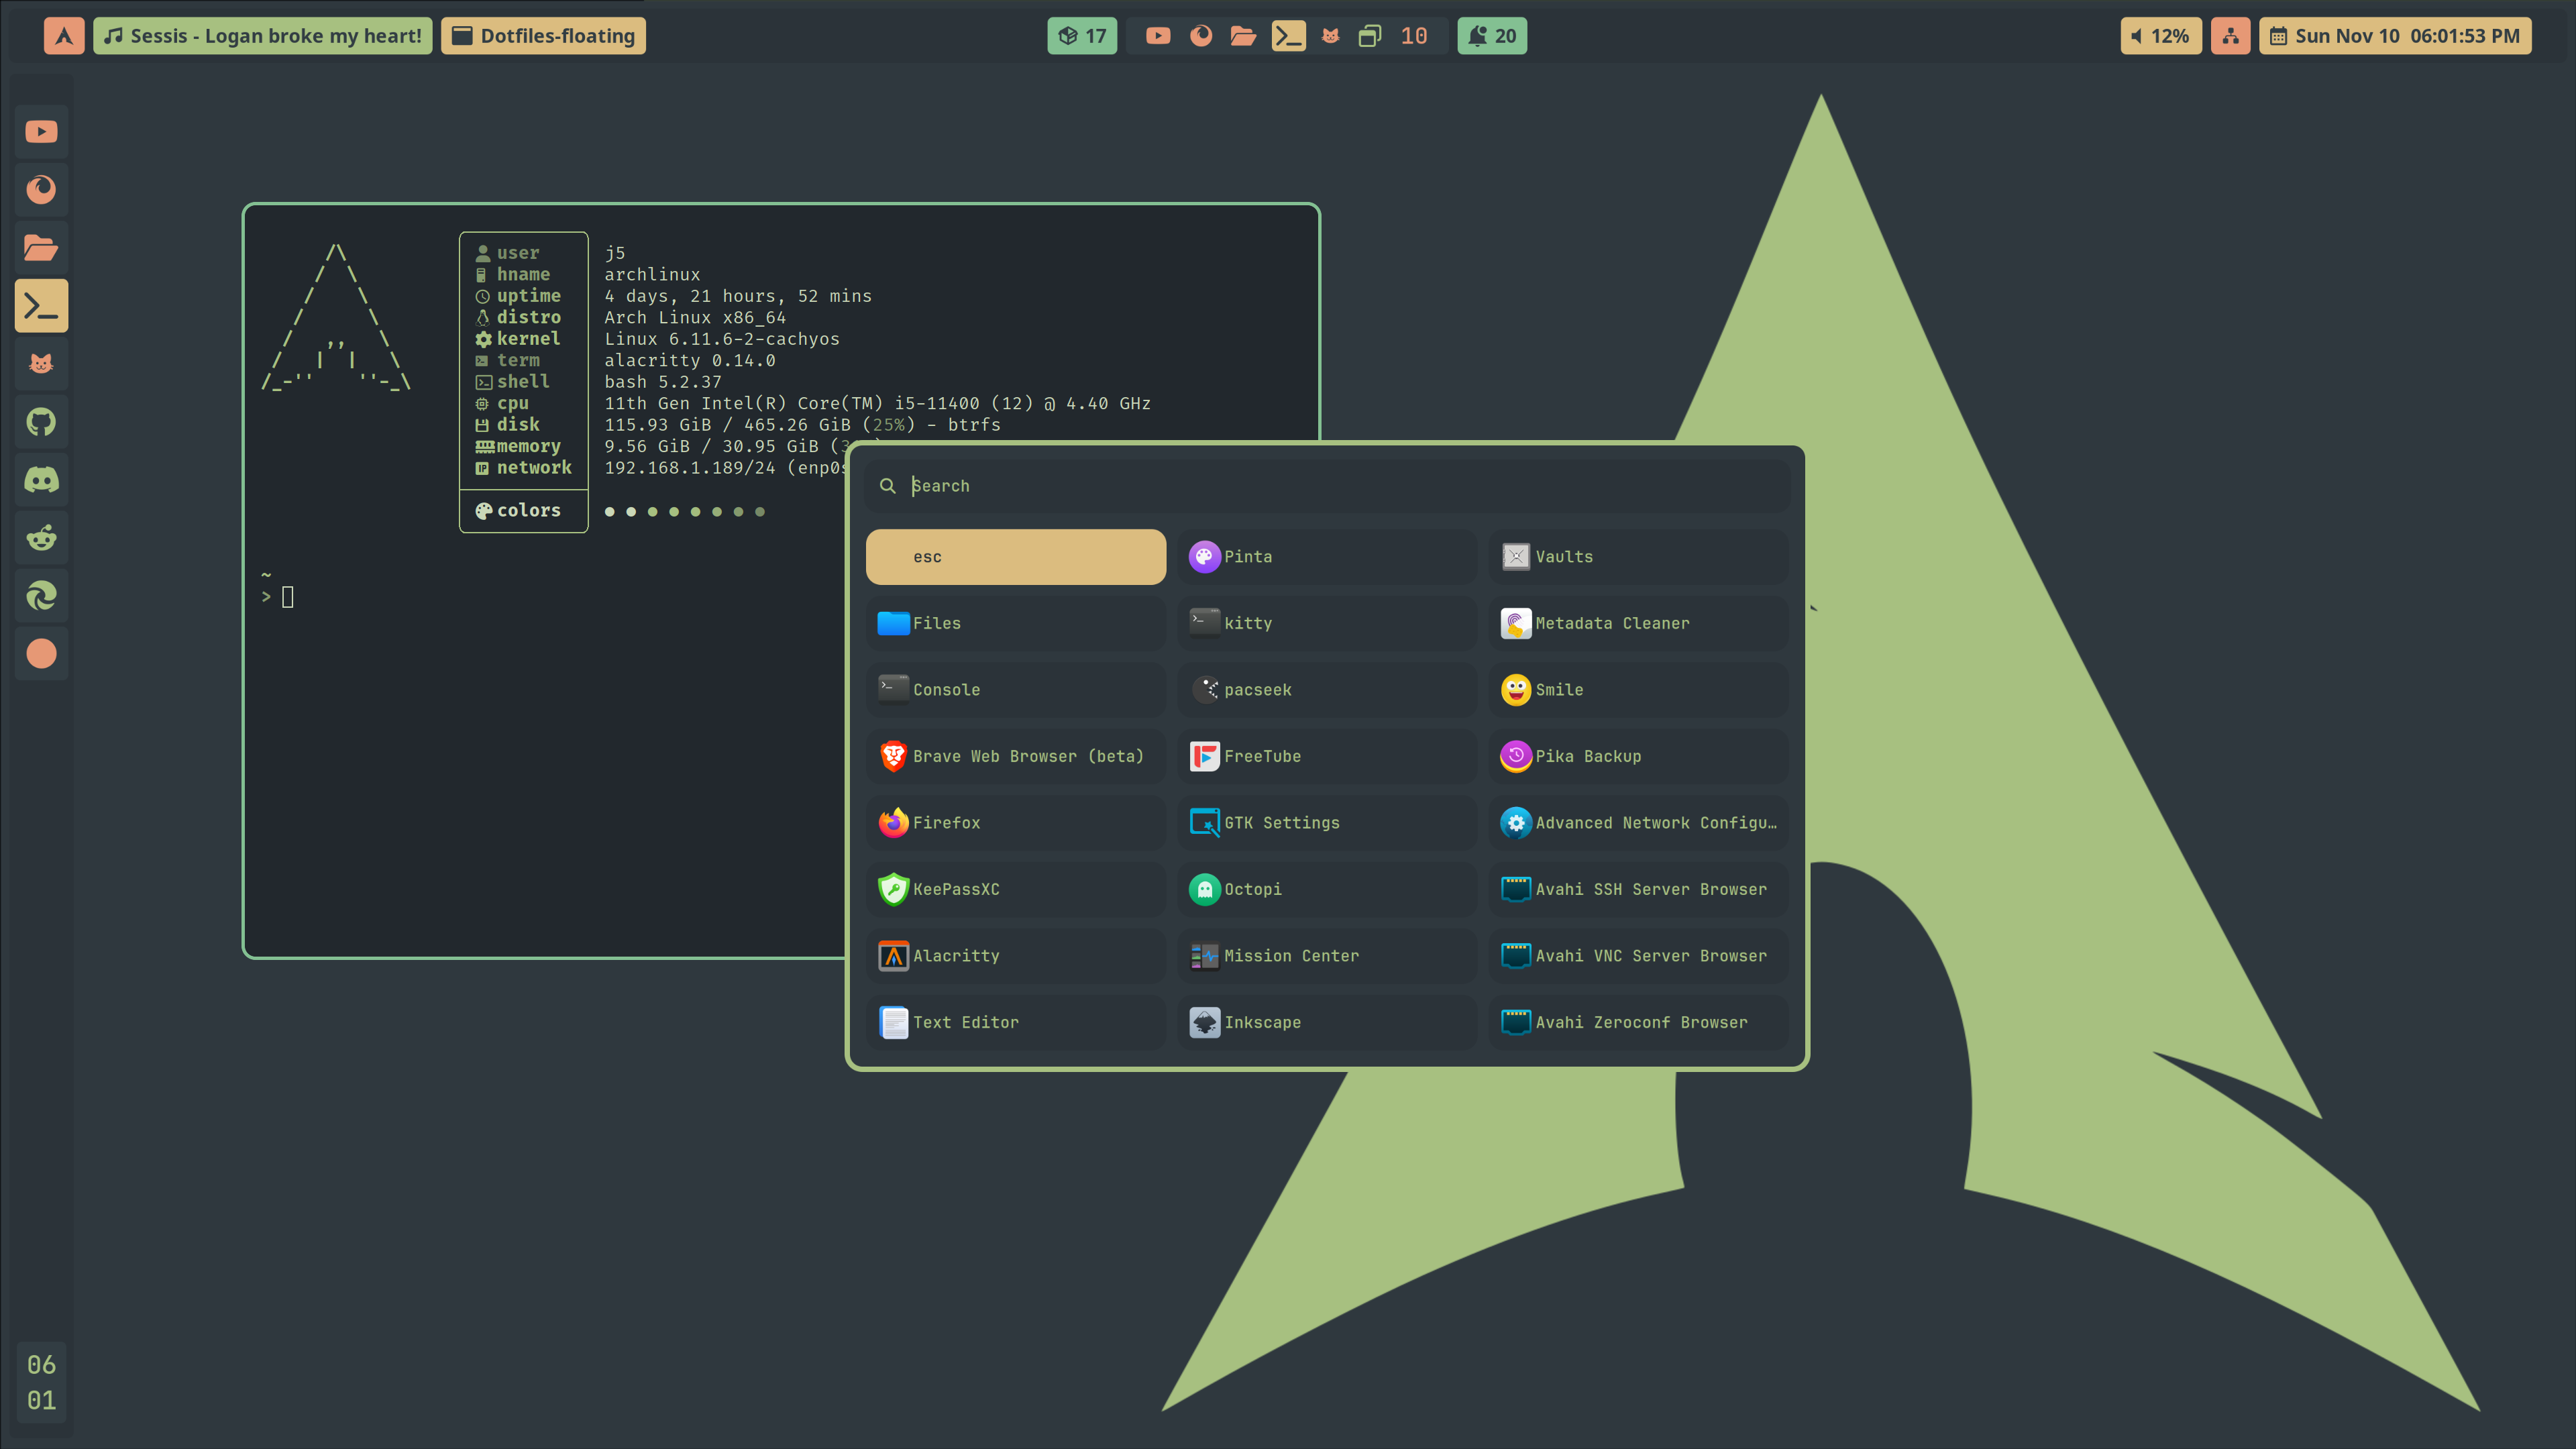 Sessis - Logan broke my heart!
Dotfiles-floating
17
10
20
12%
Sun Nov 10 06:01:53 PM
user j5
hname archlinux
uptime 4 days, 21 hours, 52 mins
distro Arch Linux x86_64
kernel Linux 6.11.6-2-cachyos
term alacritty 0.14.0
shell bash 5.2.37
cpu 11th Gen Intel(R) Core(TM) i5-11400 (12) @ 4.40 GHz
disk 115.93 GiB / 465.26 GiB (25%) - btrfs
memory 9.56 GiB / 30.95 GiB
network 192.168.1.189/24
colors
~
>
Search
esc
Pinta
Vaults
Files
kitty
Metadata Cleaner
Console
pacseek
Smile
Brave Web Browser (beta)
FreeTube
Pika Backup
Firefox
GTK Settings
Advanced Network Configu…
KeePassXC
Octopi
Avahi SSH Server Browser
Alacritty
Mission Center
Avahi VNC Server Browser
Text Editor
Inkscape
Avahi Zeroconf Browser
06
01